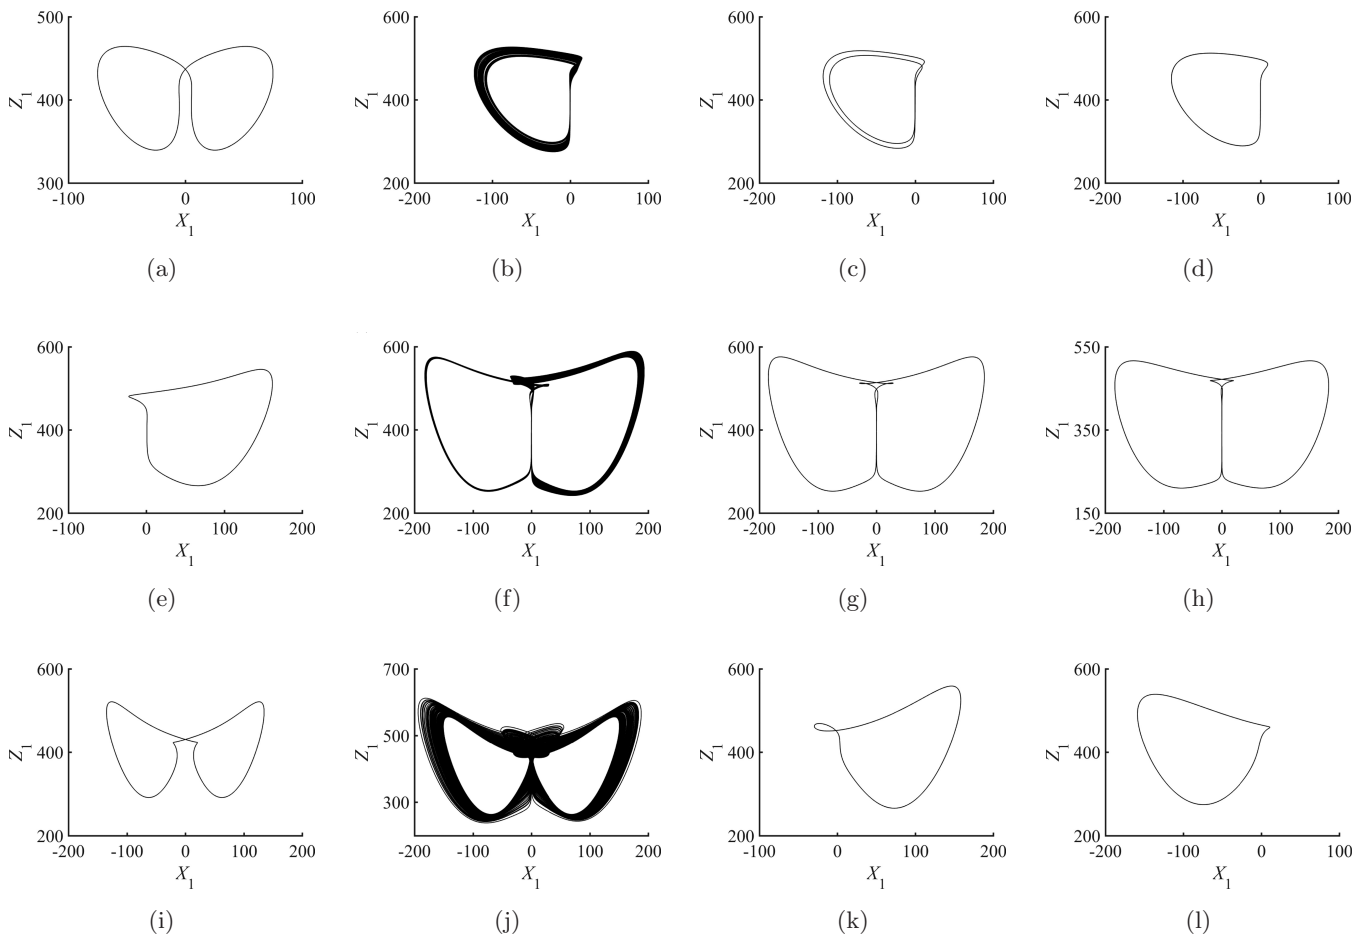 500 600 600 600
Z1 400 Z1 400 Z1 400 Z1 400
300 200 200 200
-100 0 100 -200 -100 0 100 -200 -100 0 100 -200 -100 0 100
X1 X1 X1 X1
(a) (b) (c) (d)
600 600 600 550
Z1 400 Z1 400 Z1 400 Z1 350
200 200 200 150
-100 0 100 200 -200 -100 0 100 200 -200 -100 0 100 200 -200 -100 0 100 200
X1 X1 X1 X1
(e) (f) (g) (h)
600 700 600 600
Z1 400 Z1 500 Z1 400 Z1 400
200 300 200 200
-200 -100 0 100 200 -200 -100 0 100 200 -100 0 100 200 -200 -100 0 100
X1 X1 X1 X1
(i) (j) (k) (l)